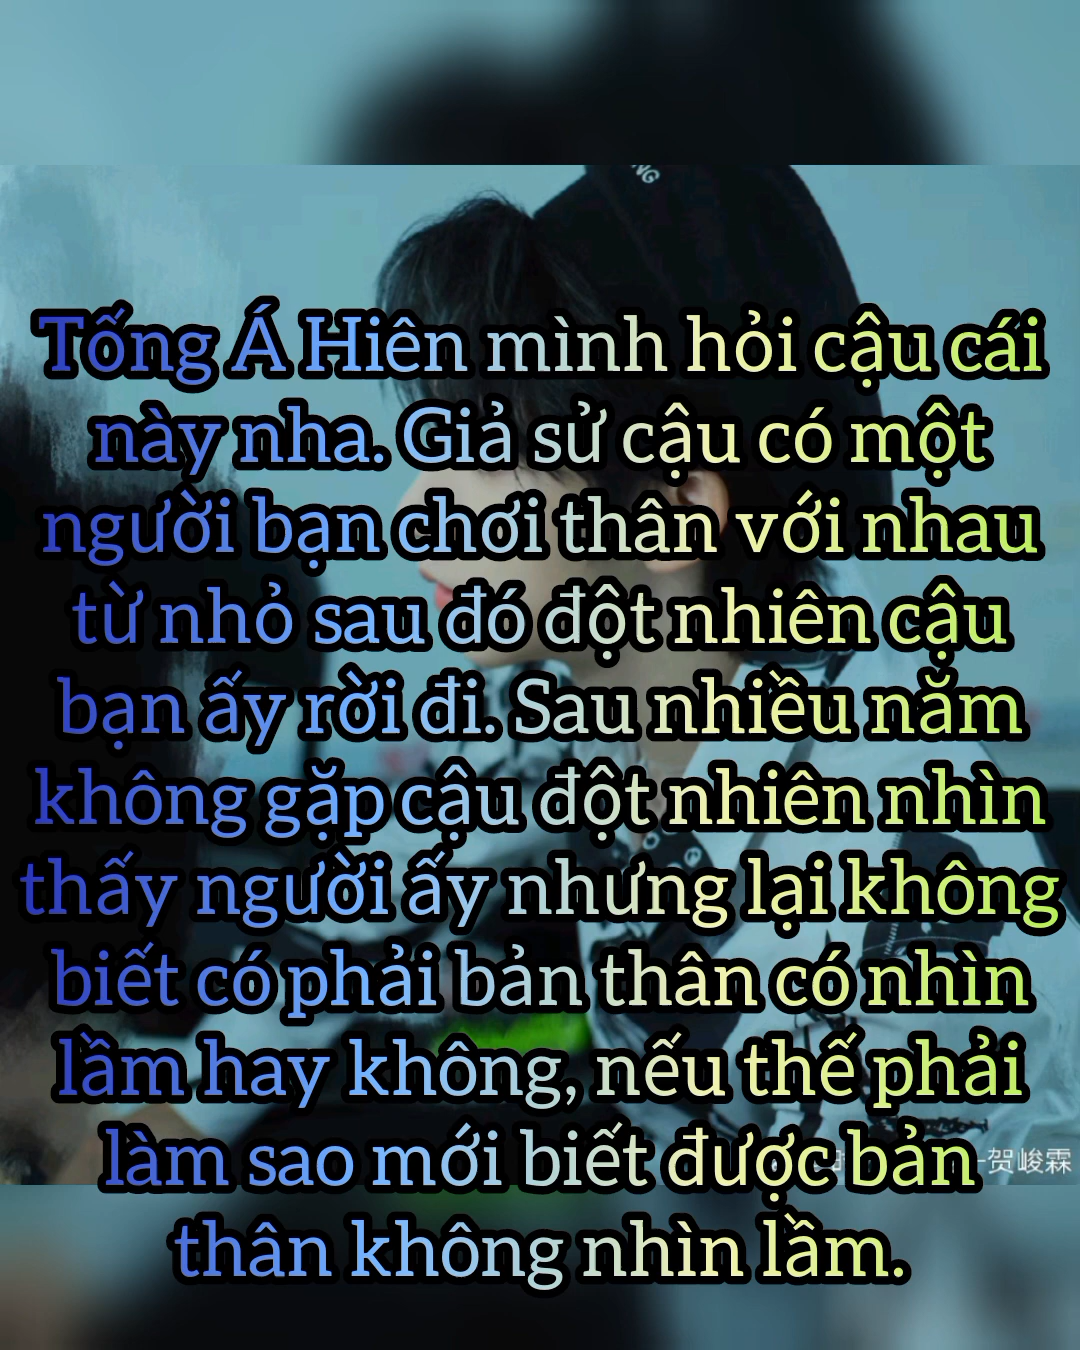 NG
Tống Á Hiên mình hỏi cậu cái
này nha. Giả sử cậu có một
người bạn chơi thân với nhau
từ nhỏ sau đó đột nhiên cậu
bạn ấy rời đi. Sau nhiều năm
không gặp cậu đột nhiên nhìn
thấy người ấy nhưng lại không
biết có phải bản thân có nhìn
lầm hay không, nếu thế phải
làm sao mới biết được bản
贺峻霖
thân không nhìn lầm.